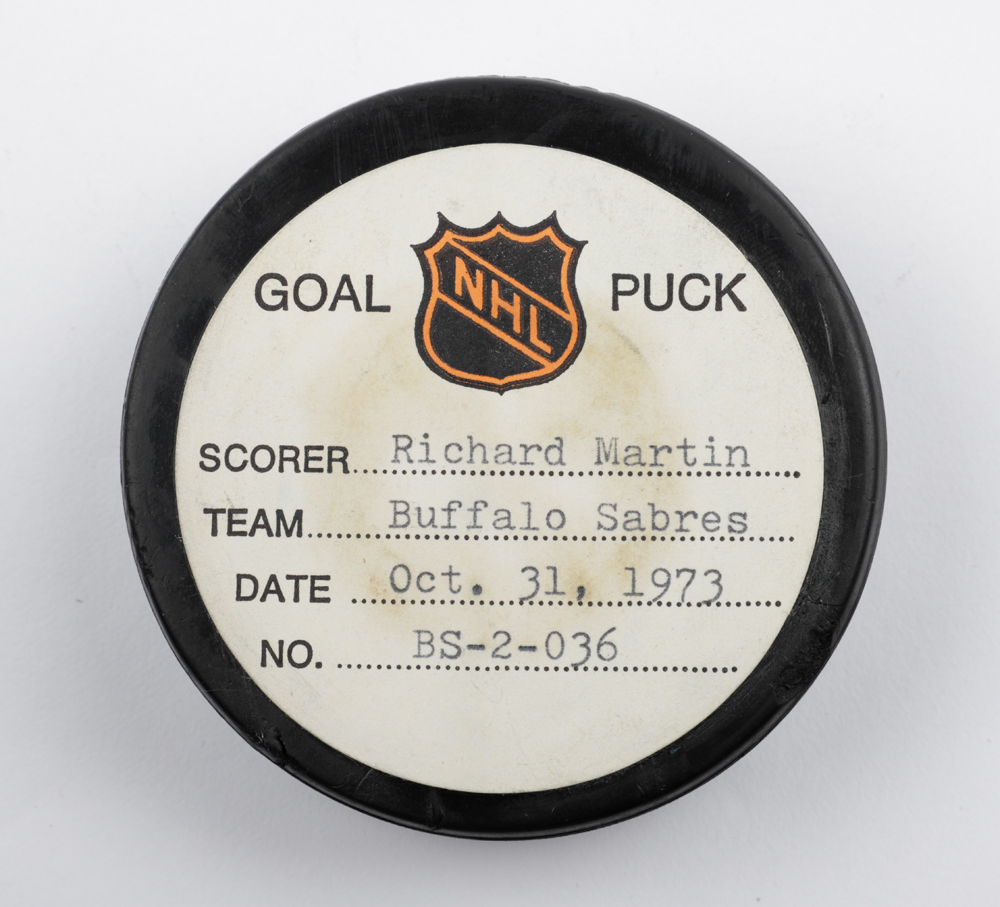 GOAL NHL PUCK
SCORER Richard Martin
TEAM Buffalo Sabres
DATE Oct. 31, 1973
NO. BS-2-036